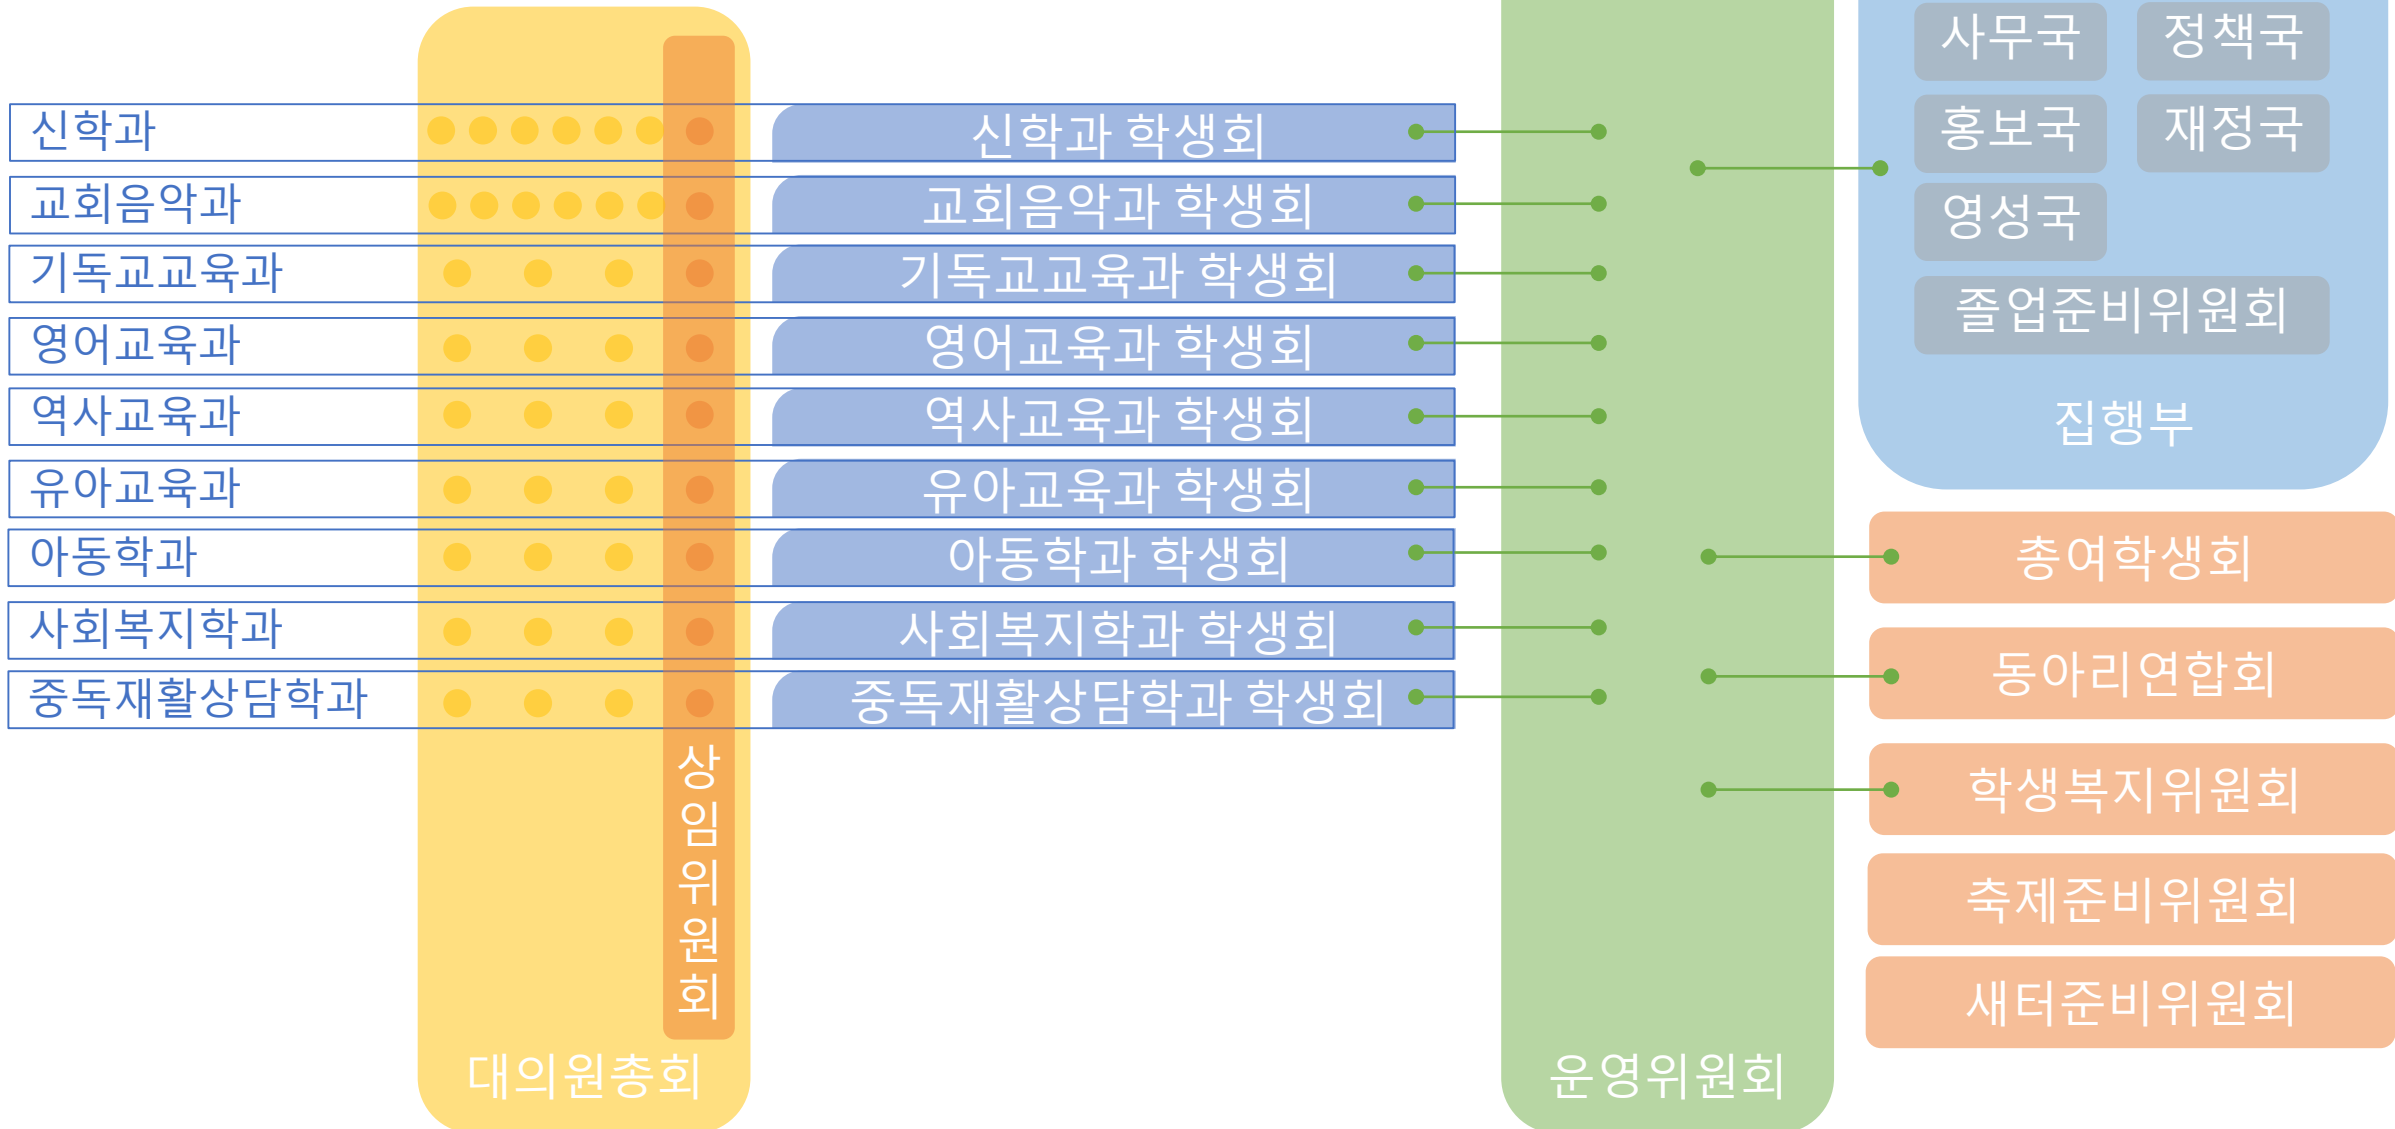 신학과
교회음악과
기독교교육과
영어교육과
역사교육과
유아교육과
아동학과
사회복지학과
중독재활상담학과
상임위원회
대의원총회
신학과 학생회
교회음악과 학생회
기독교교육과 학생회
영어교육과 학생회
역사교육과 학생회
유아교육과 학생회
아동학과 학생회
사회복지학과 학생회
중독재활상담학과 학생회
운영위원회
사무국 정책국
홍보국 재정국
영성국
졸업준비위원회
집행부
총여학생회
동아리연합회
학생복지위원회
축제준비위원회
새터준비위원회